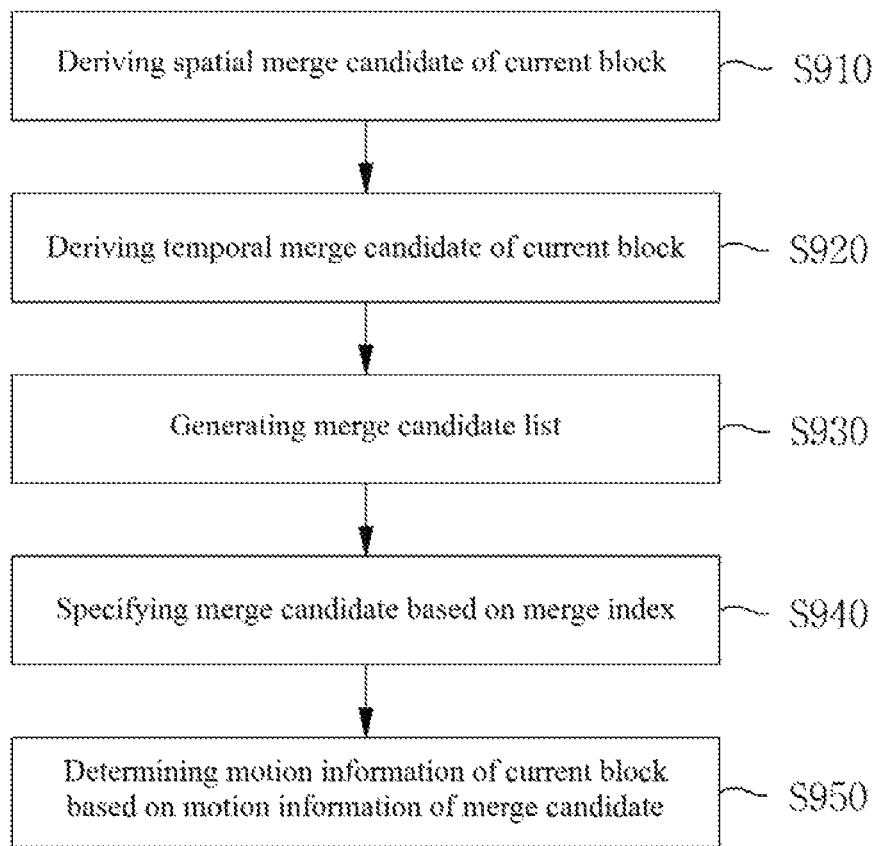 Deriving spatial merge candidate of current block
S910
Deriving temporal merge candidate of current block
S920
Generating merge candidate list
S930
Specifying merge candidate based on merge index
S940
Determining motion information of current block
based on motion information of merge candidate
S950